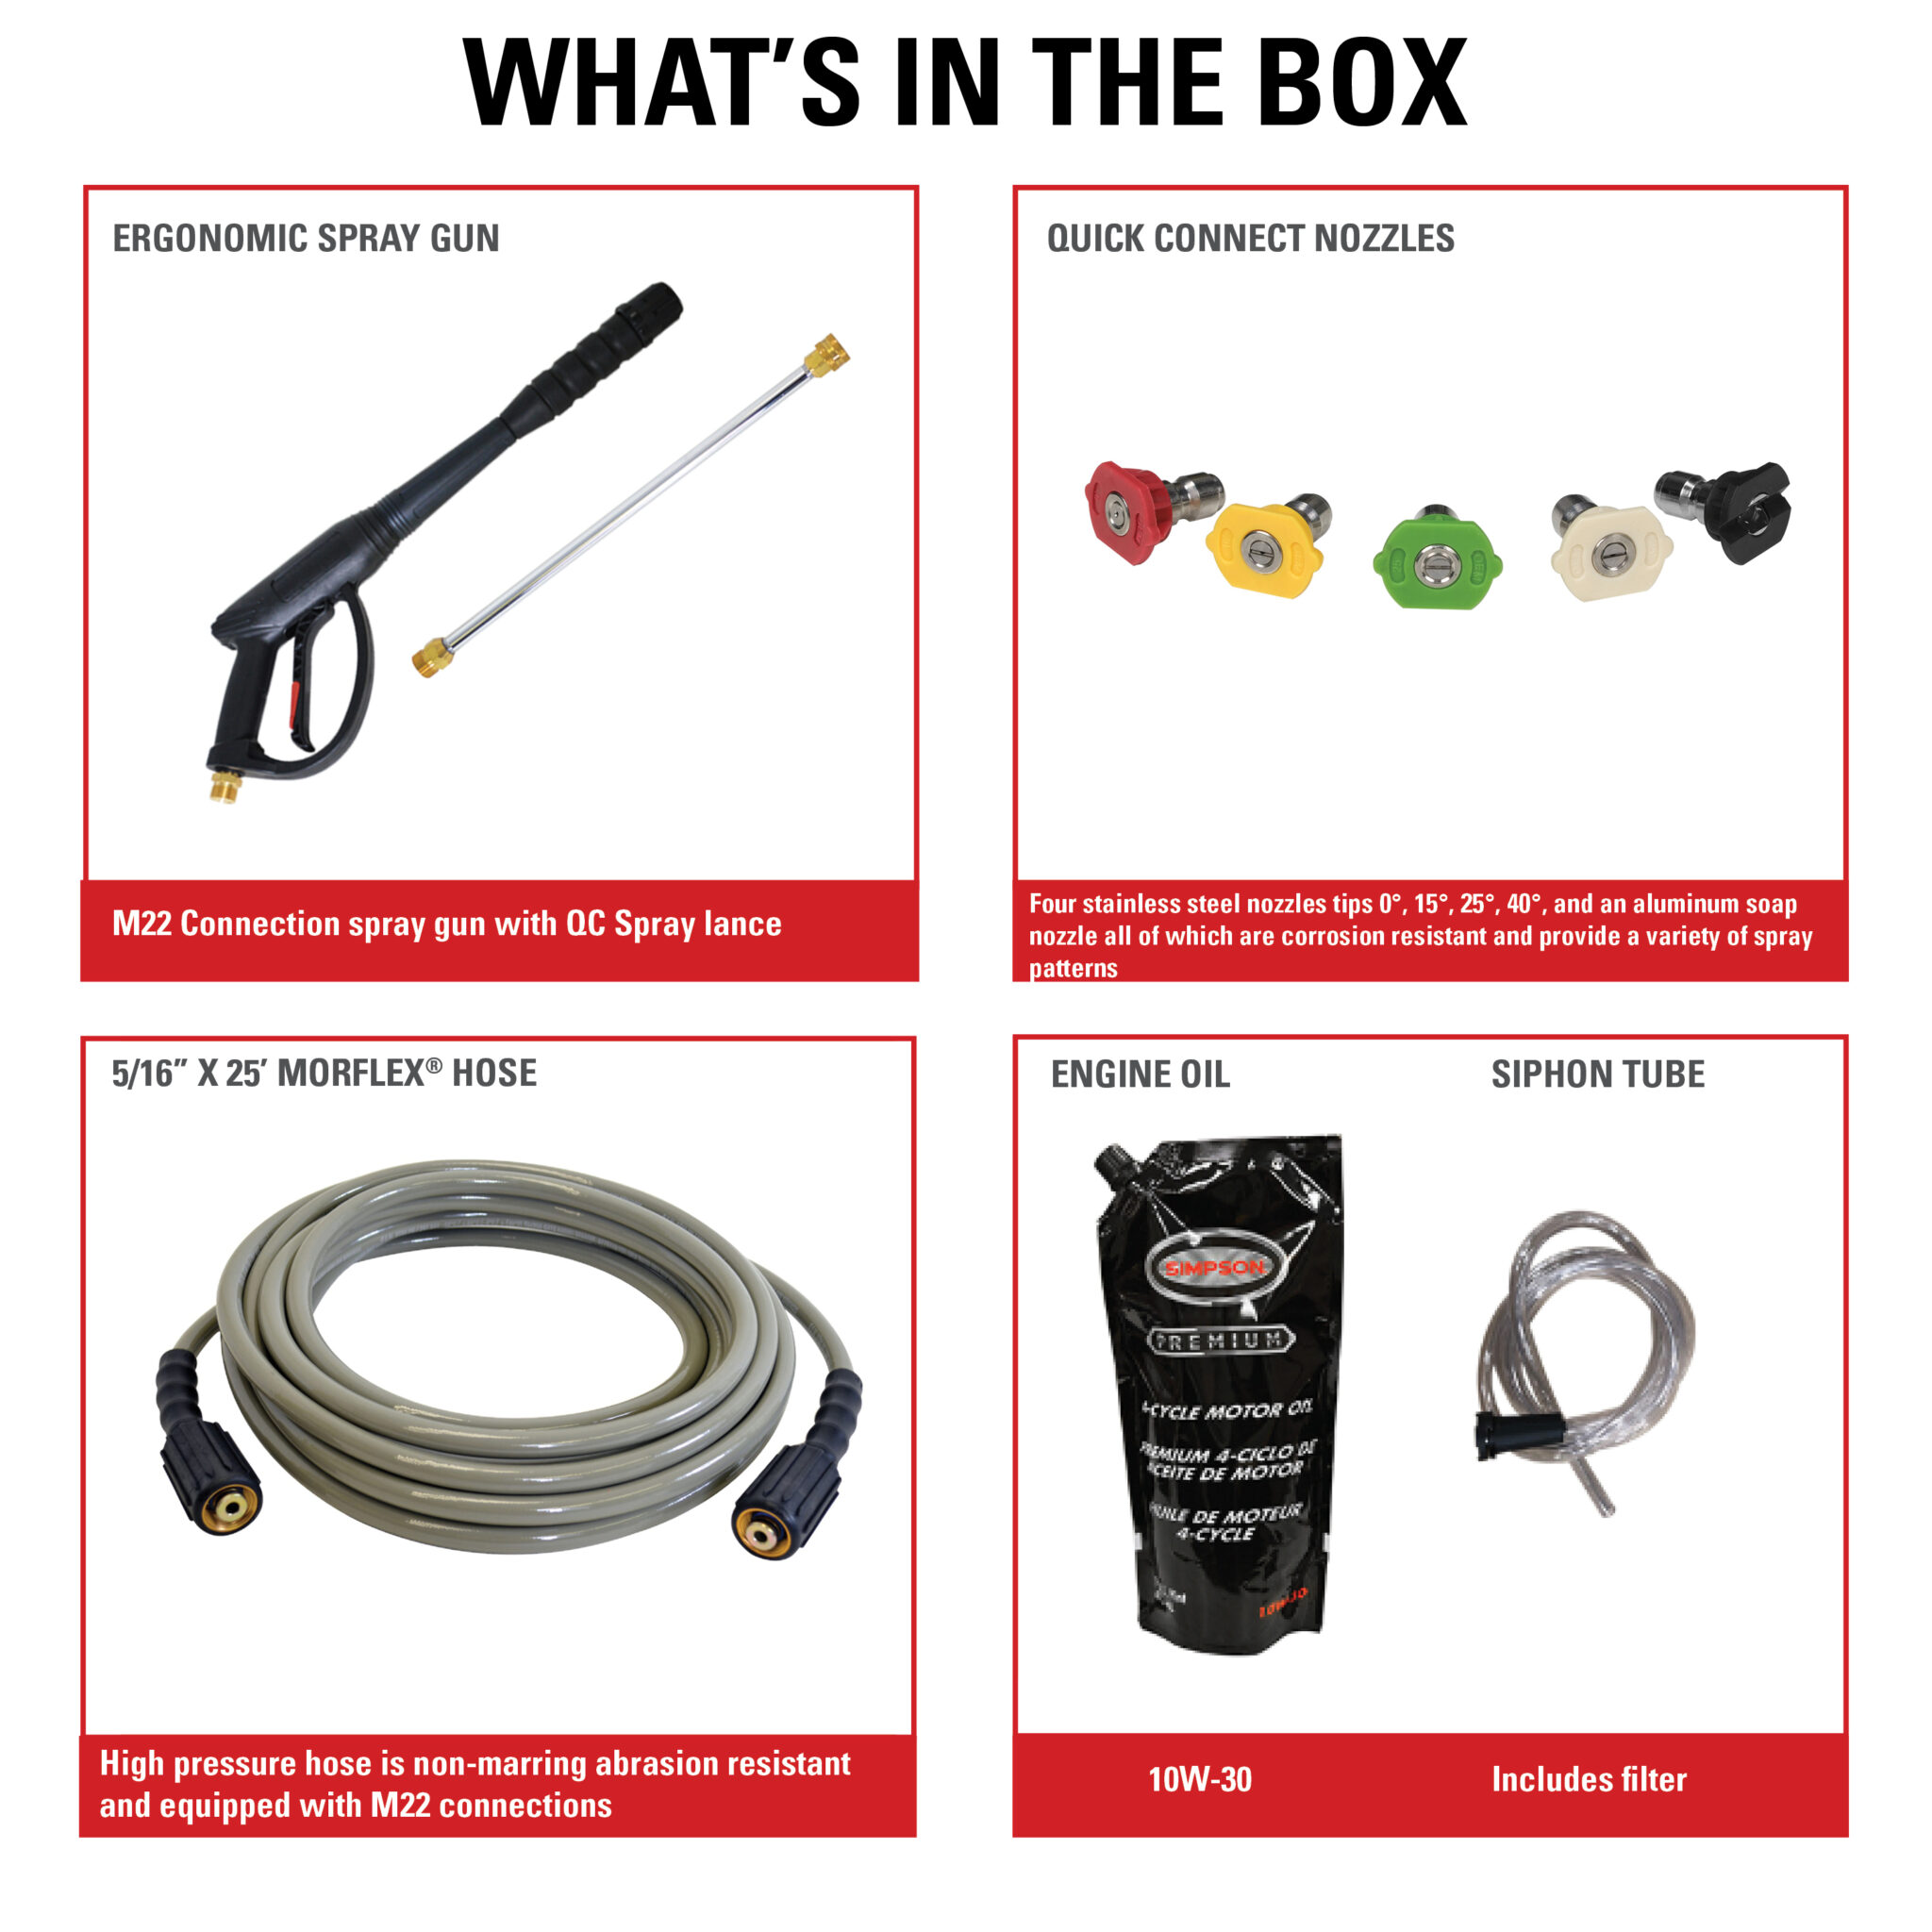 WHAT'S IN THE BOX
ERGONOMIC SPRAY GUN
M22 Connection spray gun with QC Spray lance
QUICK CONNECT NOZZLES
Four stainless steel nozzles tips 0°, 15°, 25°, 40°, and an aluminum soap
nozzle all of which are corrosion resistant and provide a variety of spray
patterns
5/16” X 25’ MORFLEX® HOSE
High pressure hose is non-marring abrasion resistant
and equipped with M22 connections
ENGINE OIL
SIMPSON
PREMIUM
4-CYCLE MOTOR OIL
PREMIUM 4-CICLO DE
ACEITE DE MOTOR
HUILE DE MOTEUR
4-CYCLE
10W-30
10W-30
SIPHON TUBE
Includes filter